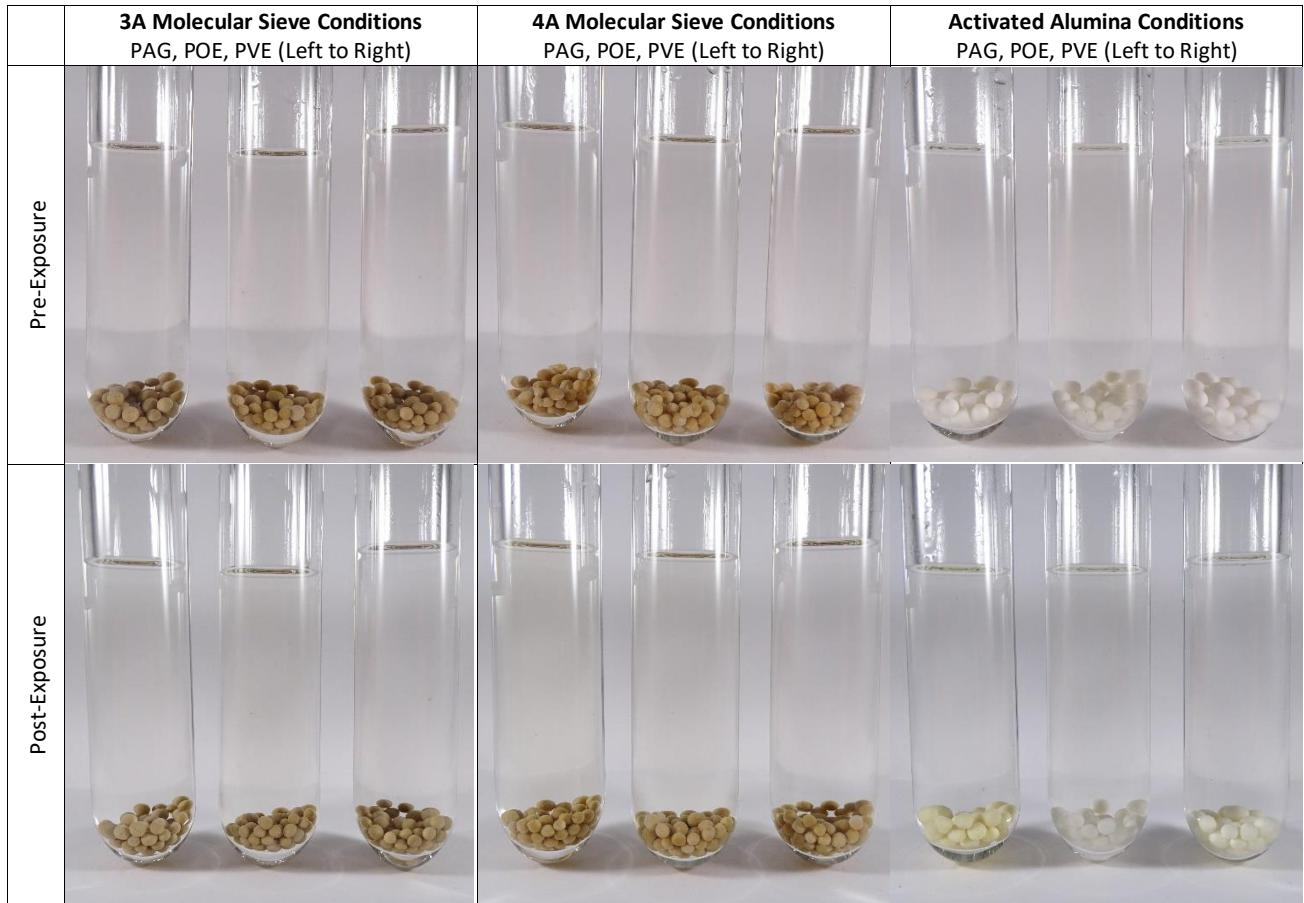 3A Molecular Sieve Conditions
PAG, POE, PVE (Left to Right)
4A Molecular Sieve Conditions
PAG, POE, PVE (Left to Right)
Activated Alumina Conditions
PAG, POE, PVE (Left to Right)
Pre-Exposure
Post-Exposure